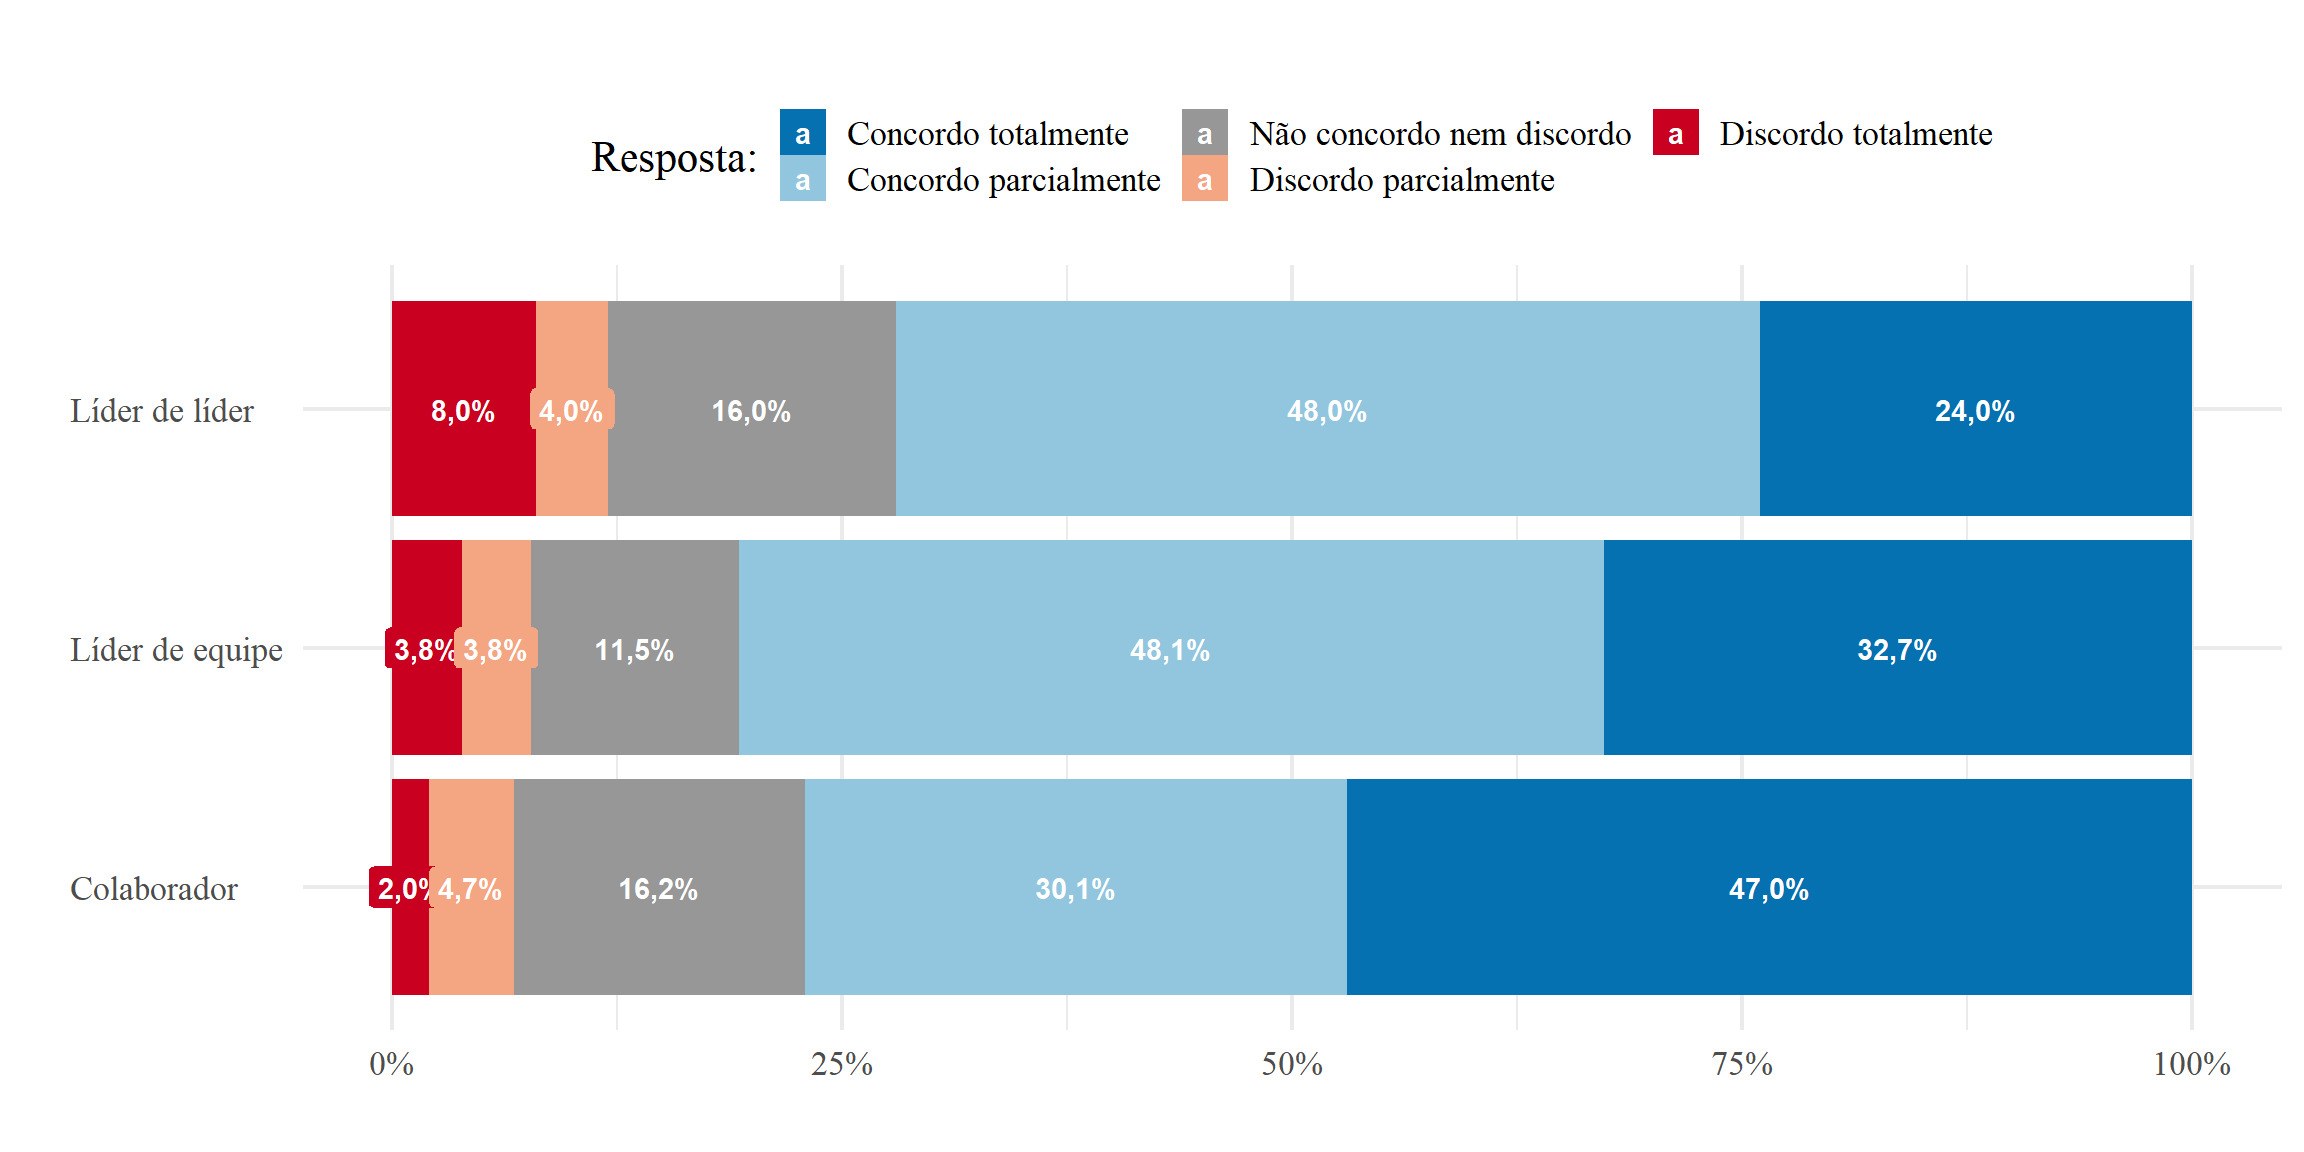 Resposta:
a Concordo totalmente a Não concordo nem discordo a Discordo totalmente
a Concordo parcialmente a Discordo parcialmente
Líder de líder 8,0% 4,0% 16,0% 48,0% 24,0%
Líder de equipe 3,8% 3,8% 11,5% 48,1% 32,7%
Colaborador 2,0% 4,7% 16,2% 30,1% 47,0%
0% 25% 50% 75% 100%